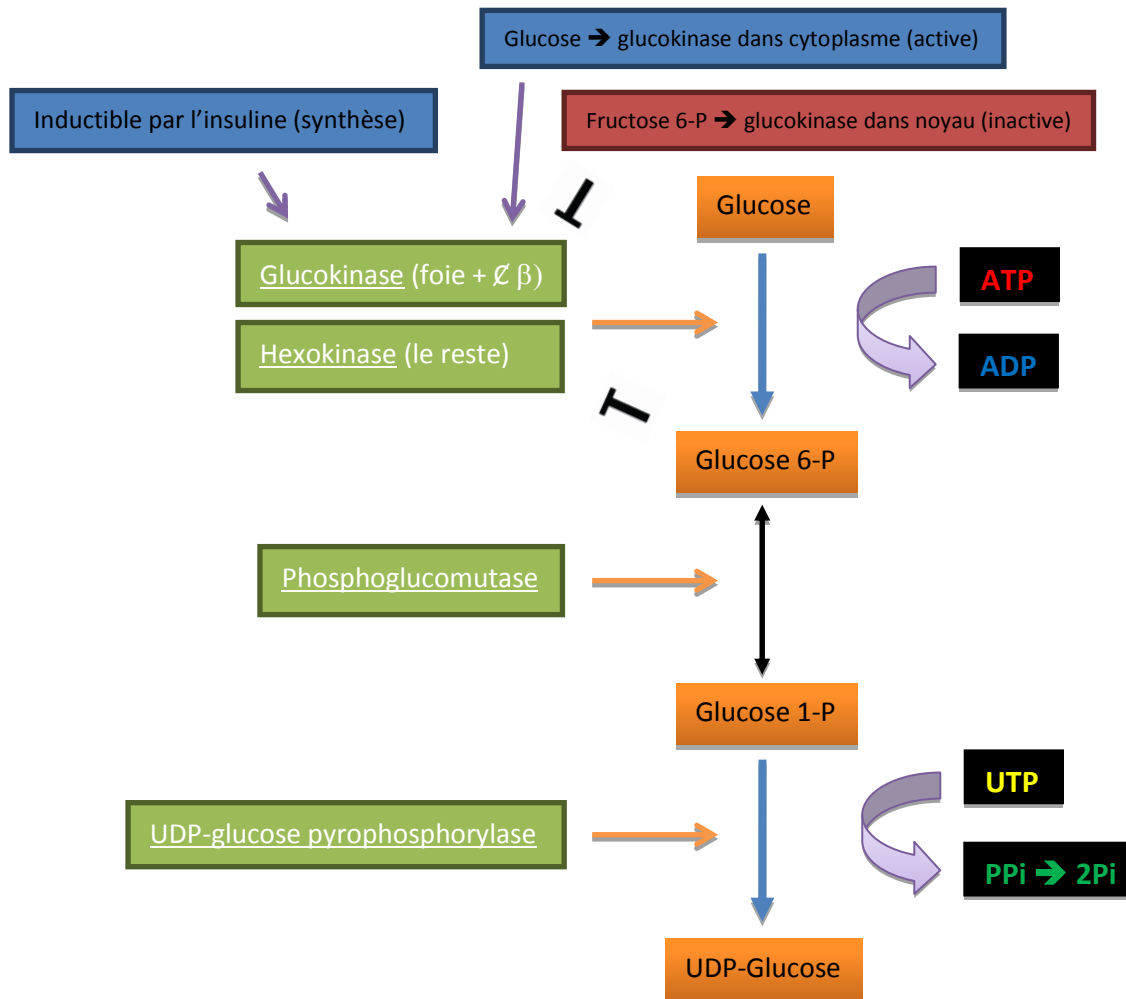 Glucose ➔ glucokinase dans cytoplasme (active)
Inductible par l’insuline (synthèse)
Fructose 6-P ➔ glucokinase dans noyau (inactive)
Glucose
Glucokinase (foie + Ȼ β)
ATP
Hexokinase (le reste)
ADP
Glucose 6-P
Phosphoglucomutase
Glucose 1-P
UTP
UDP-glucose pyrophosphorylase
PPi ➔ 2Pi
UDP-Glucose